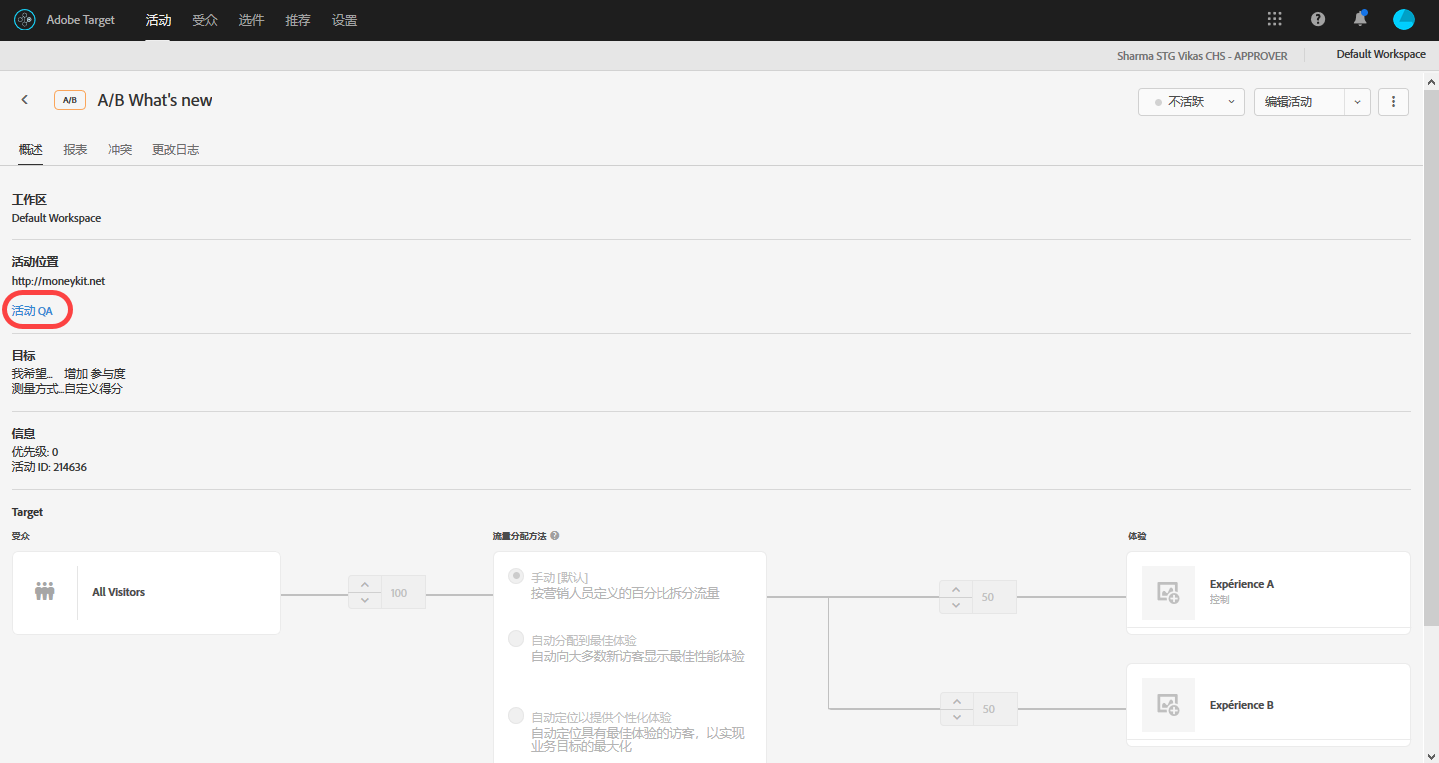 Adobe Target 活动 受众 选件 推荐 设置
Sharma STG Vikas CHS - APPROVER Default Workspace
A/B A/B What's new 不活跃 编辑活动
概述 报表 冲突 更改日志
工作区
Default Workspace
活动位置
http://moneykit.net
活动 QA
目标
我希望... 增加 参与度
测量方式...自定义得分
信息
优先级: 0
活动 ID: 214636
Target
受众 流量分配方法 体验
All Visitors
100
手动 [默认]
按营销人员定义的百分比拆分流量
自动分配到最佳体验
自动向大多数新访客显示最佳性能体验
自动定位以提供个性化体验
自动定位具有最佳体验的访客，以实现
业务目标的最大化
50
Expérience A
控制
50
Expérience B